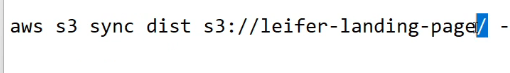 aws s3 sync dist s3://leifer-landing-page/ -